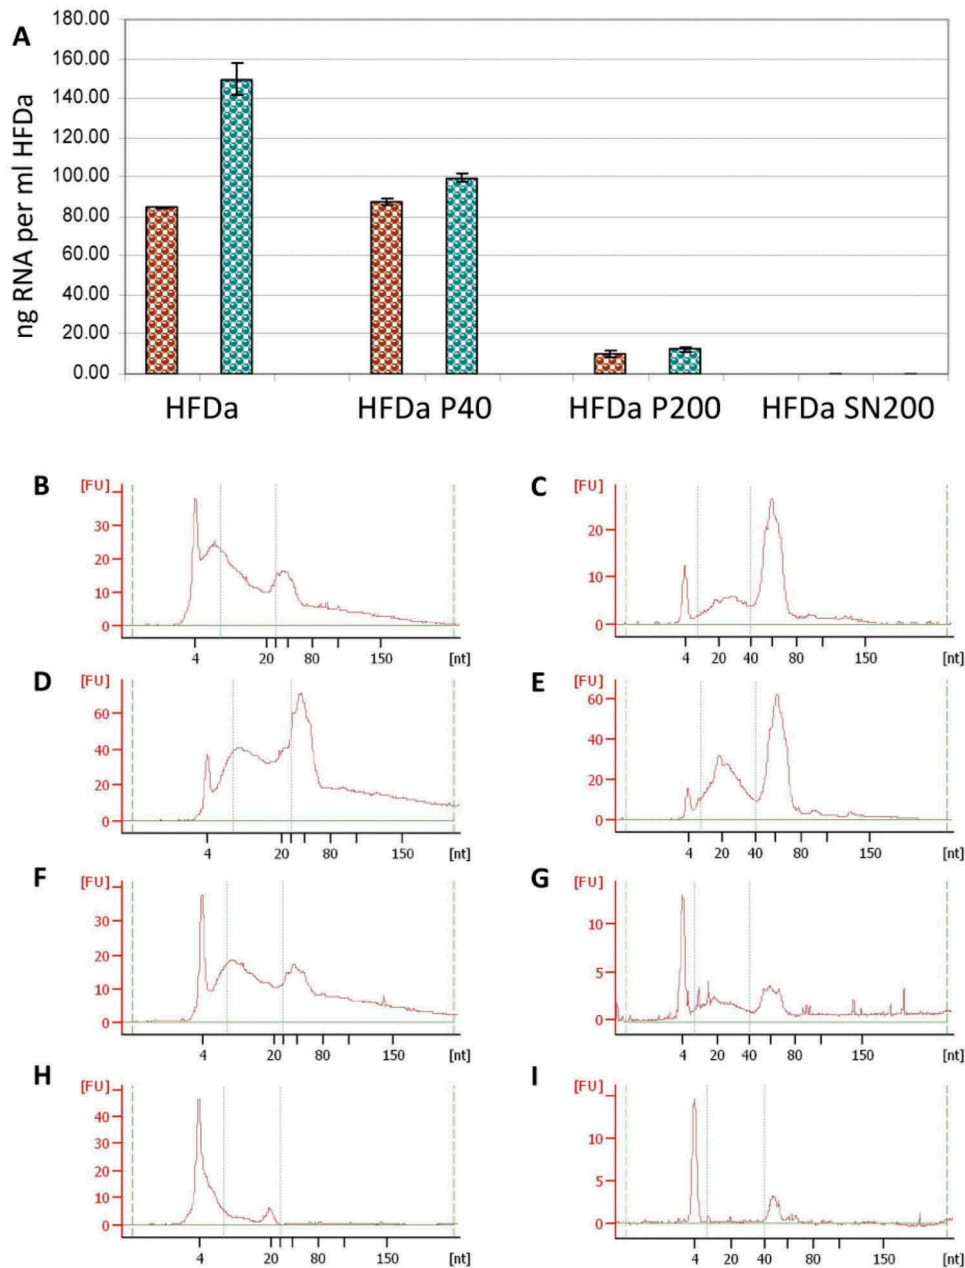 A
ng RNA per ml HFDa
180.00
160.00
140.00
120.00
100.00
80.00
60.00
40.00
20.00
0.00
HFDa HFDa P40 HFDa P200 HFDa SN200
B [FU]
30
20
10
0
4 20 80 150 [nt]
C [FU]
20
10
0
4 20 40 80 150 [nt]
D [FU]
60
40
20
0
4 20 80 150 [nt]
E [FU]
60
40
20
0
4 20 40 80 150 [nt]
F [FU]
30
20
10
0
4 20 80 150 [nt]
G [FU]
10
5
0
4 20 40 80 150 [nt]
H [FU]
40
30
20
10
0
4 20 80 150 [nt]
I [FU]
10
5
0
4 20 40 80 150 [nt]